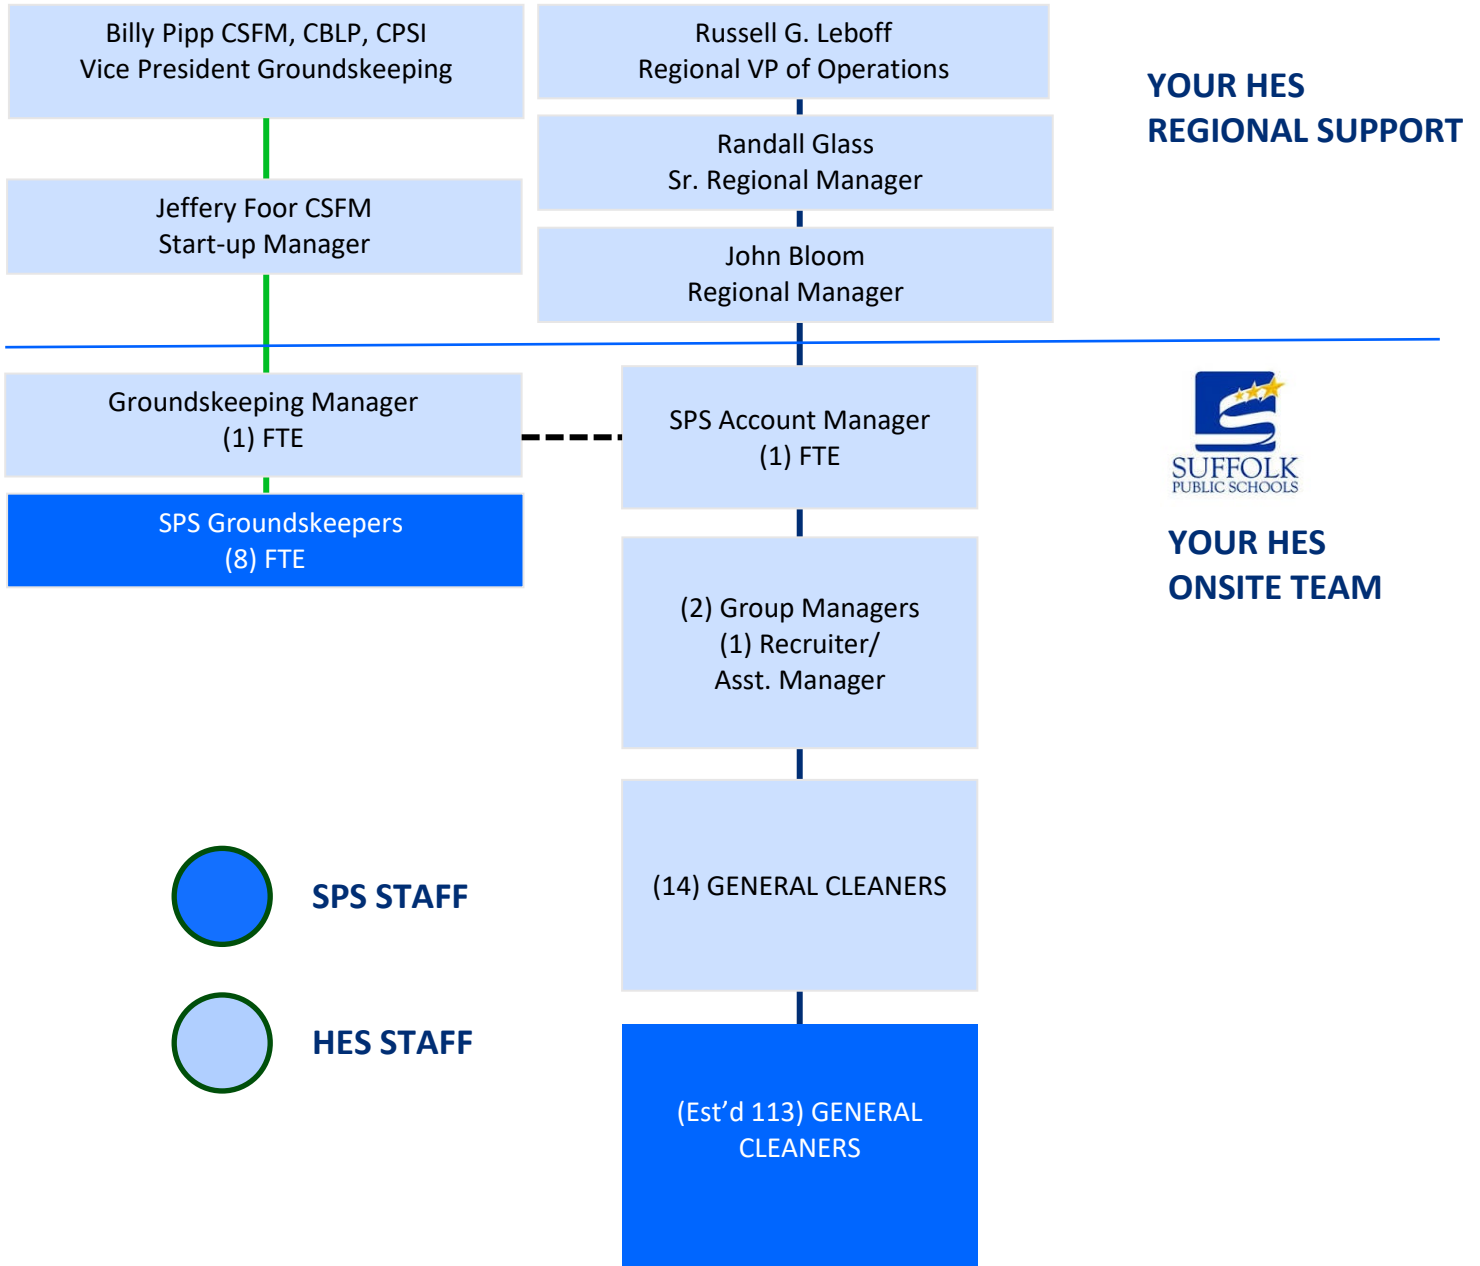 Billy Pipp CSFM, CBLP, CPSI
Vice President Groundskeeping
Russell G. Leboff
Regional VP of Operations
YOUR HES
REGIONAL SUPPORT
Randall Glass
Sr. Regional Manager
Jeffery Foor CSFM
Start-up Manager
John Bloom
Regional Manager
Groundskeeping Manager
(1) FTE
SPS Account Manager
(1) FTE
SUFFOLK
PUBLIC SCHOOLS
SPS Groundskeepers
(8) FTE
YOUR HES
ONSITE TEAM
(2) Group Managers
(1) Recruiter/
Asst. Manager
(14) GENERAL CLEANERS
SPS STAFF
HES STAFF
(Est’d 113) GENERAL
CLEANERS